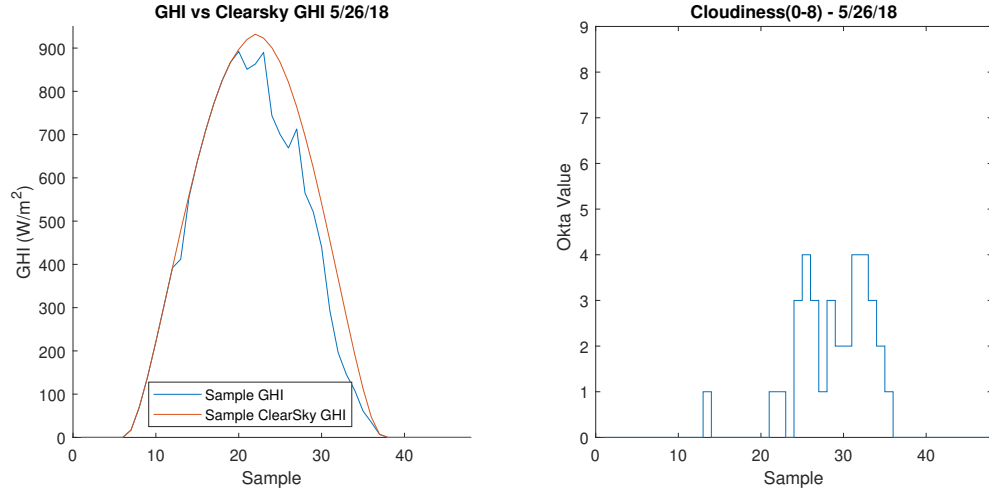 GHI vs Clearsky GHI 5/26/18
900
800
700
600
500
400
300
200
100
0
GHI (W/m²)
Sample GHI
Sample ClearSky GHI
0 10 20 30 40
Sample
Cloudiness(0-8) - 5/26/18
9
8
7
6
5
4
3
2
1
0
Okta Value
0 10 20 30 40
Sample